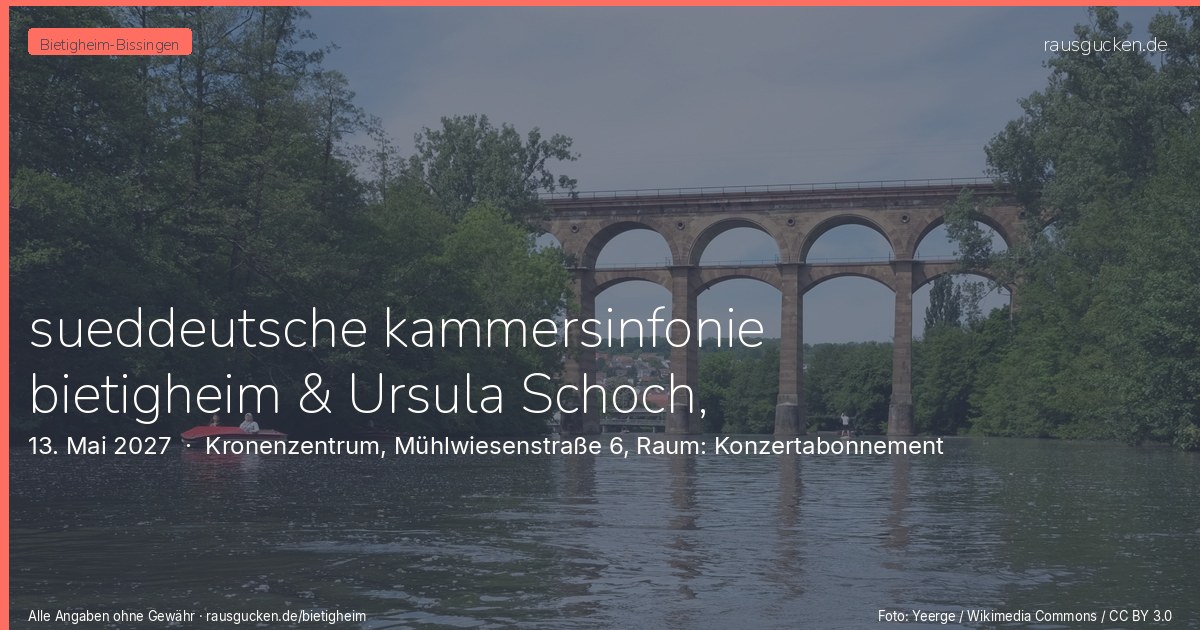 Bietigheim-Bissingen
rausgucken.de
sueddeutsche kammersinfonie
bietigheim & Ursula Schoch,
13. Mai 2027 · Kronenzentrum, Mühlwiesenstraße 6, Raum: Konzertabonnement
Alle Angaben ohne Gewähr · rausgucken.de/bietigheim
Foto: Yeerge / Wikimedia Commons / CC BY 3.0